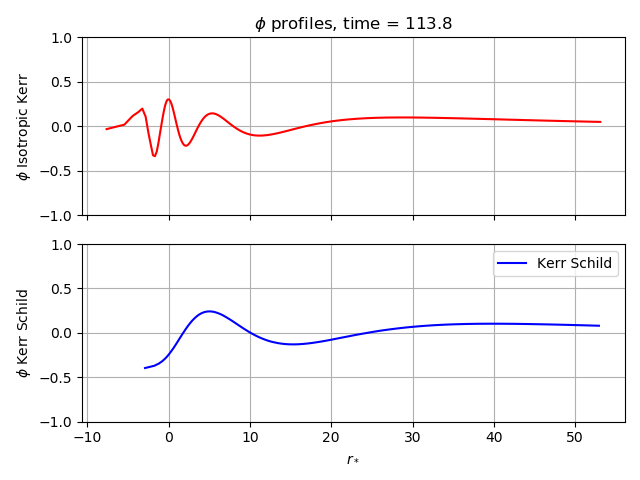 ϕ profiles, time = 113.8
1.0
0.5
0.0
−0.5
−1.0
ϕ Isotropic Kerr
1.0
0.5
0.0
−0.5
−1.0
ϕ Kerr Schild
Kerr Schild
−10 0 10 20 30 40 50
r*